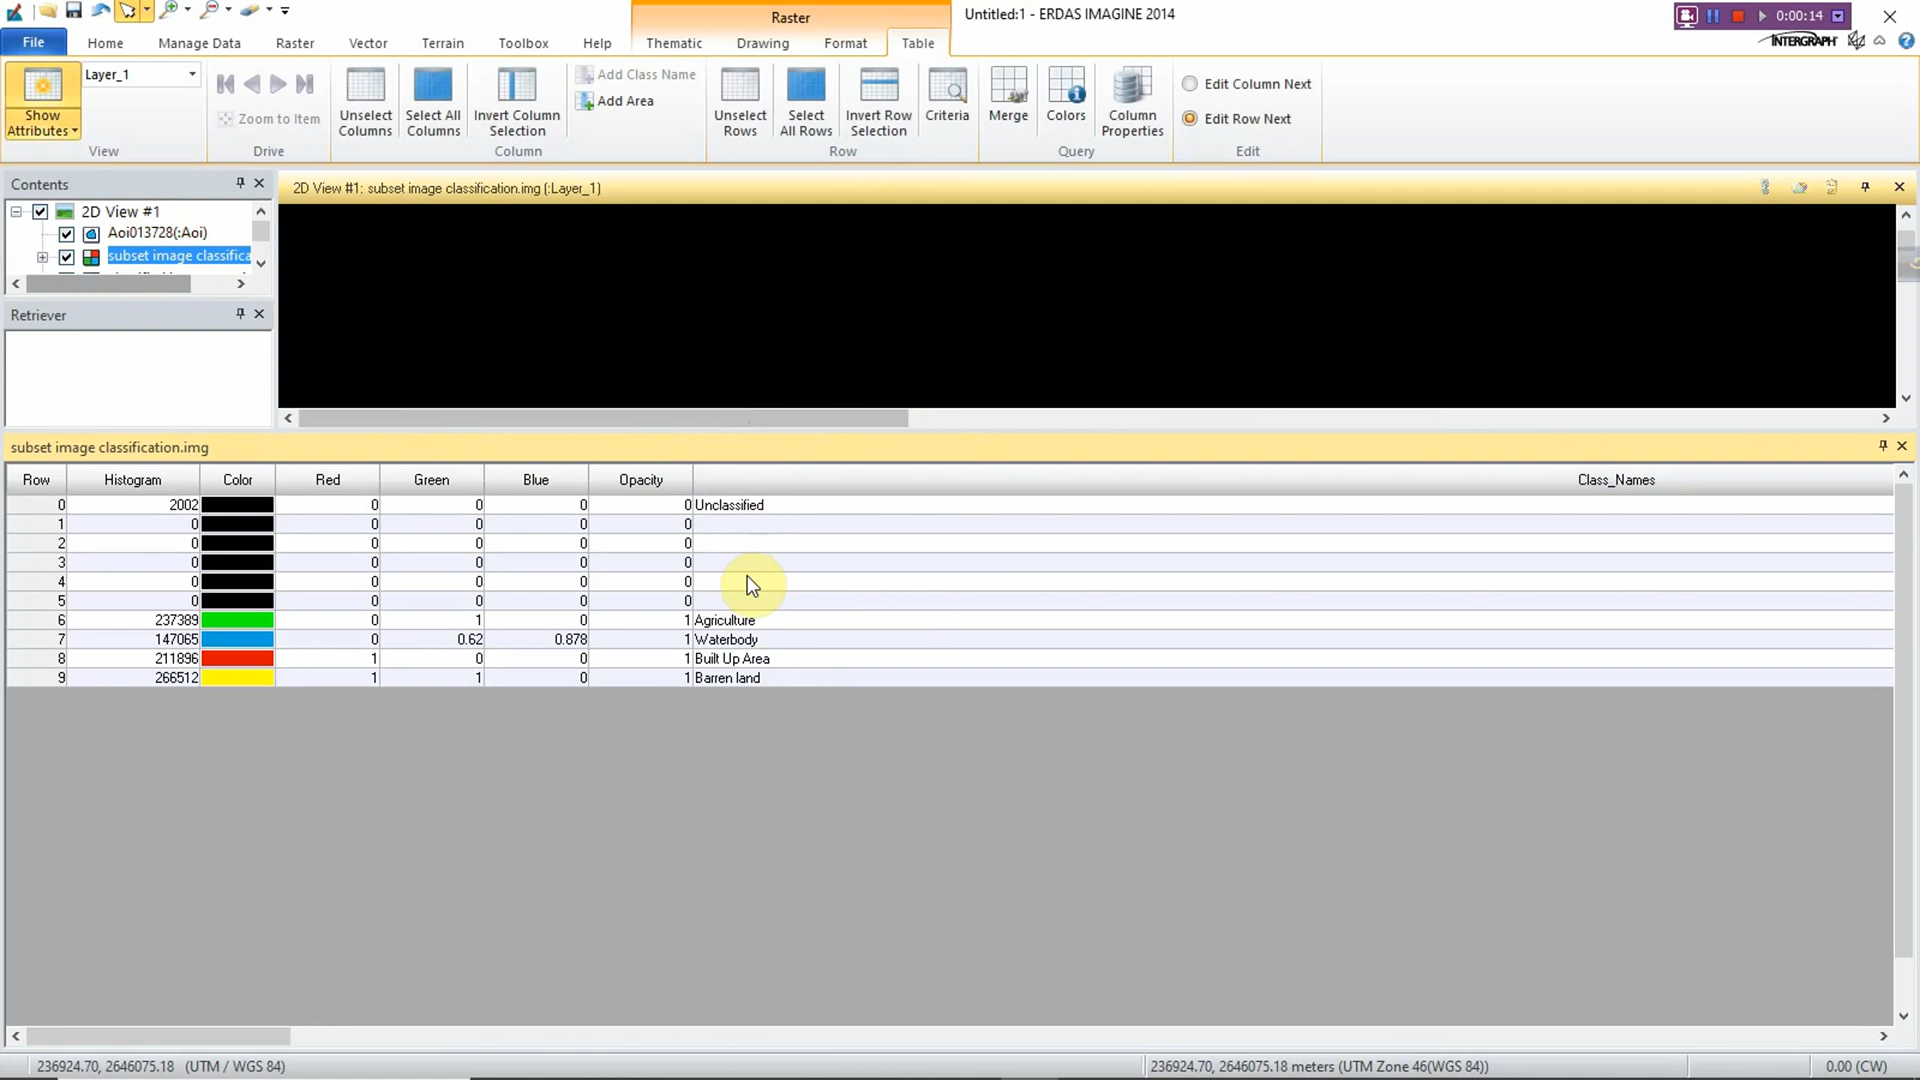 Raster
Untitled:1 - ERDAS IMAGINE 2014
0:00:14
File Home Manage Data Raster Vector Terrain Toolbox Help Thematic Drawing Format Table
INTERGRAPH
Layer_1
Show Attributes
Zoom to Item
Unselect Columns
Select All Columns
Invert Column Selection
Add Class Name
Add Area
Unselect Rows
Select All Rows
Invert Row Selection
Criteria
Merge
Colors
Column Properties
Edit Column Next
Edit Row Next
View Drive Column Row Query Edit
Contents
2D View #1
Aoi013728(:Aoi)
subset image classifica
Retriever
2D View #1: subset image classification.img (:Layer_1)
subset image classification.img
Row Histogram Color Red Green Blue Opacity Class_Names
0 2002 0 0 0 0 Unclassified
1 0 0 0 0 0
2 0 0 0 0 0
3 0 0 0 0 0
4 0 0 0 0 0
5 0 0 0 0 0
6 237389 0 1 0 1 Agriculture
7 147065 0 0.62 0.878 1 Waterbody
8 211896 1 0 0 1 Built Up Area
9 266512 1 1 0 1 Barren land
236924.70, 2646075.18 (UTM / WGS 84)
236924.70, 2646075.18 meters (UTM Zone 46(WGS 84))
0.00 (CW)